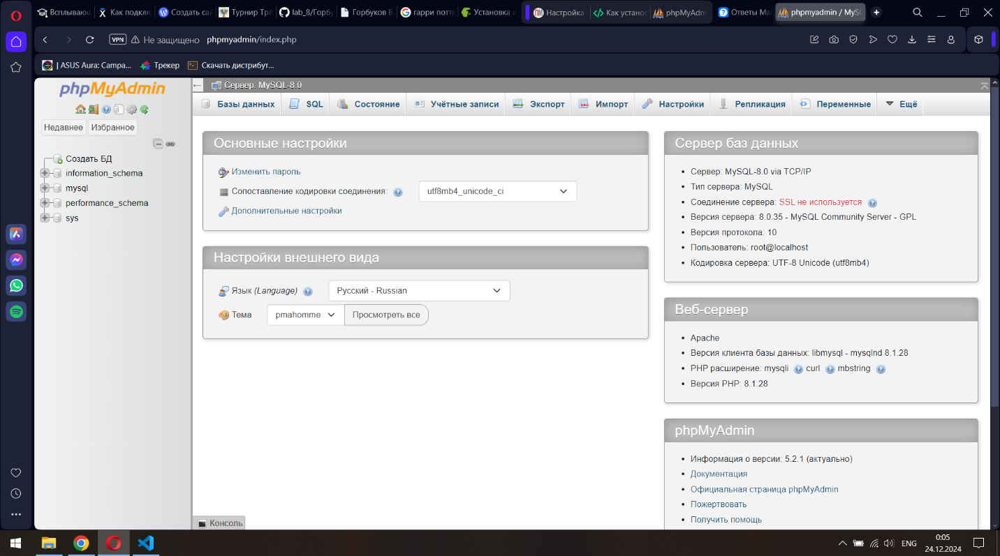 Всплываю
Как подклю
Создать сай
Турнир Трё
lab_8/Горбу
Горбуков В
гарри потте
Установка и
Настройка
Как установ
phpMyAdm
Ответы Ma
phpmyadmin / MySQ
VPN Не защищено phpmyadmin/index.php
| ASUS Aura: Campa... Трекер Скачать дистрибут...
phpMyAdmin
Недавнее Избранное
Создать БД
information_schema
mysql
performance_schema
sys
Сервер: MySQL-8.0
Базы данных SQL Состояние Учётные записи Экспорт Импорт Настройки Репликация Переменные Ещё
Основные настройки
Изменить пароль
Сопоставление кодировки соединения: utf8mb4_unicode_ci
Дополнительные настройки
Настройки внешнего вида
Язык (Language) Русский - Russian
Тема pmahomme Просмотреть все
Сервер баз данных
Сервер: MySQL-8.0 via TCP/IP
Тип сервера: MySQL
Соединение сервера: SSL не используется
Версия сервера: 8.0.35 - MySQL Community Server - GPL
Версия протокола: 10
Пользователь: root@localhost
Кодировка сервера: UTF-8 Unicode (utf8mb4)
Веб-сервер
Apache
Версия клиента базы данных: libmysql - mysqlnd 8.1.28
PHP расширение: mysqli curl mbstring
Версия PHP: 8.1.28
phpMyAdmin
Информация о версии: 5.2.1 (актуально)
Документация
Официальная страница phpMyAdmin
Пожертвовать
Получить помощь
Консоль
ENG
0:05
24.12.2024